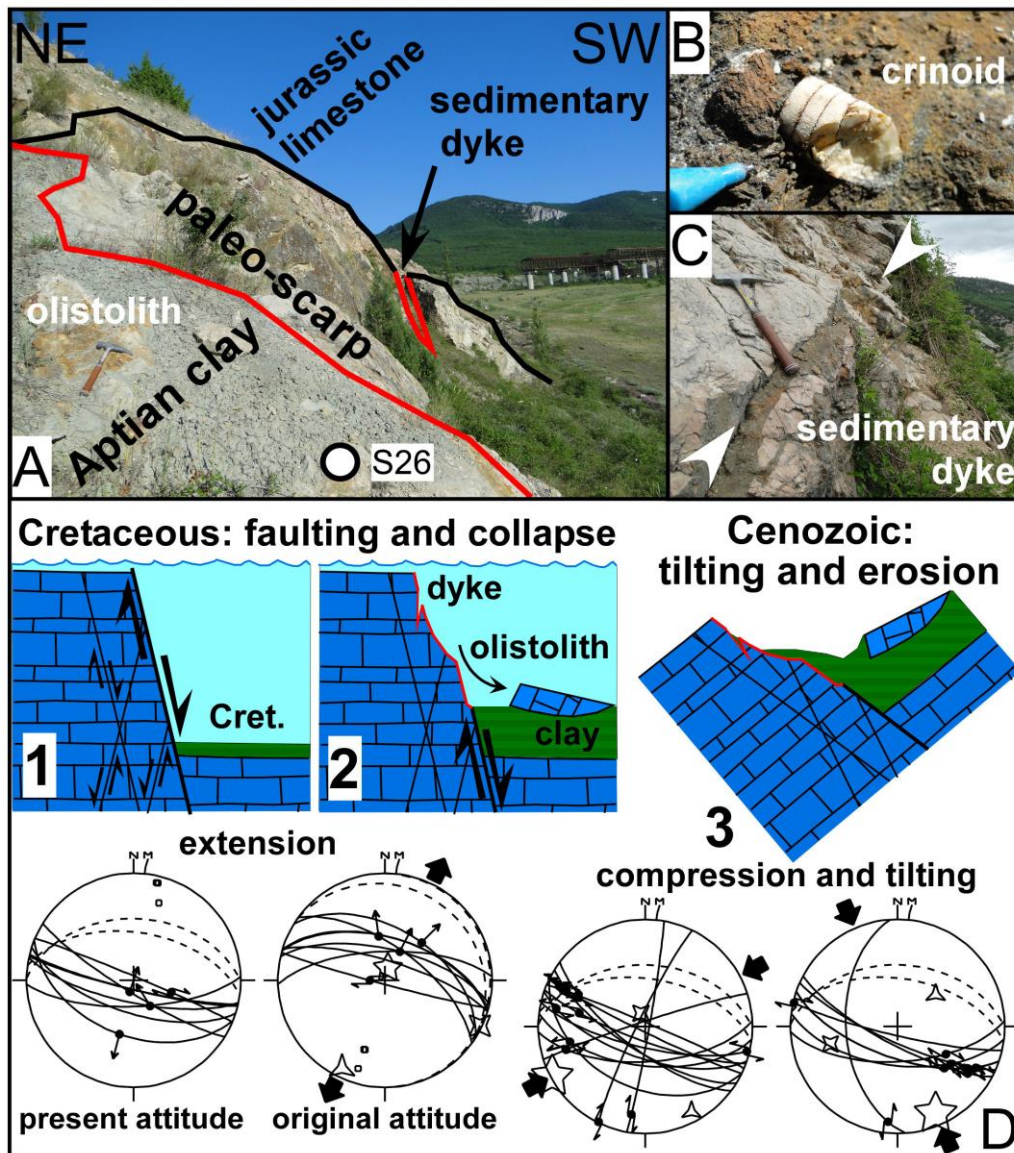 NE
SW
jurassic
limestone
sedimentary
dyke
paleo-scarp
olistolith
Aptian clay
A
S26
B
crinoid
C
sedimentary
dyke
Cretaceous: faulting and collapse
Cenozoic:
tilting and erosion
Cret.
1
dyke
olistolith
clay
2
3
extension
compression and tilting
N M
N M
N M
N M
present attitude
original attitude
D